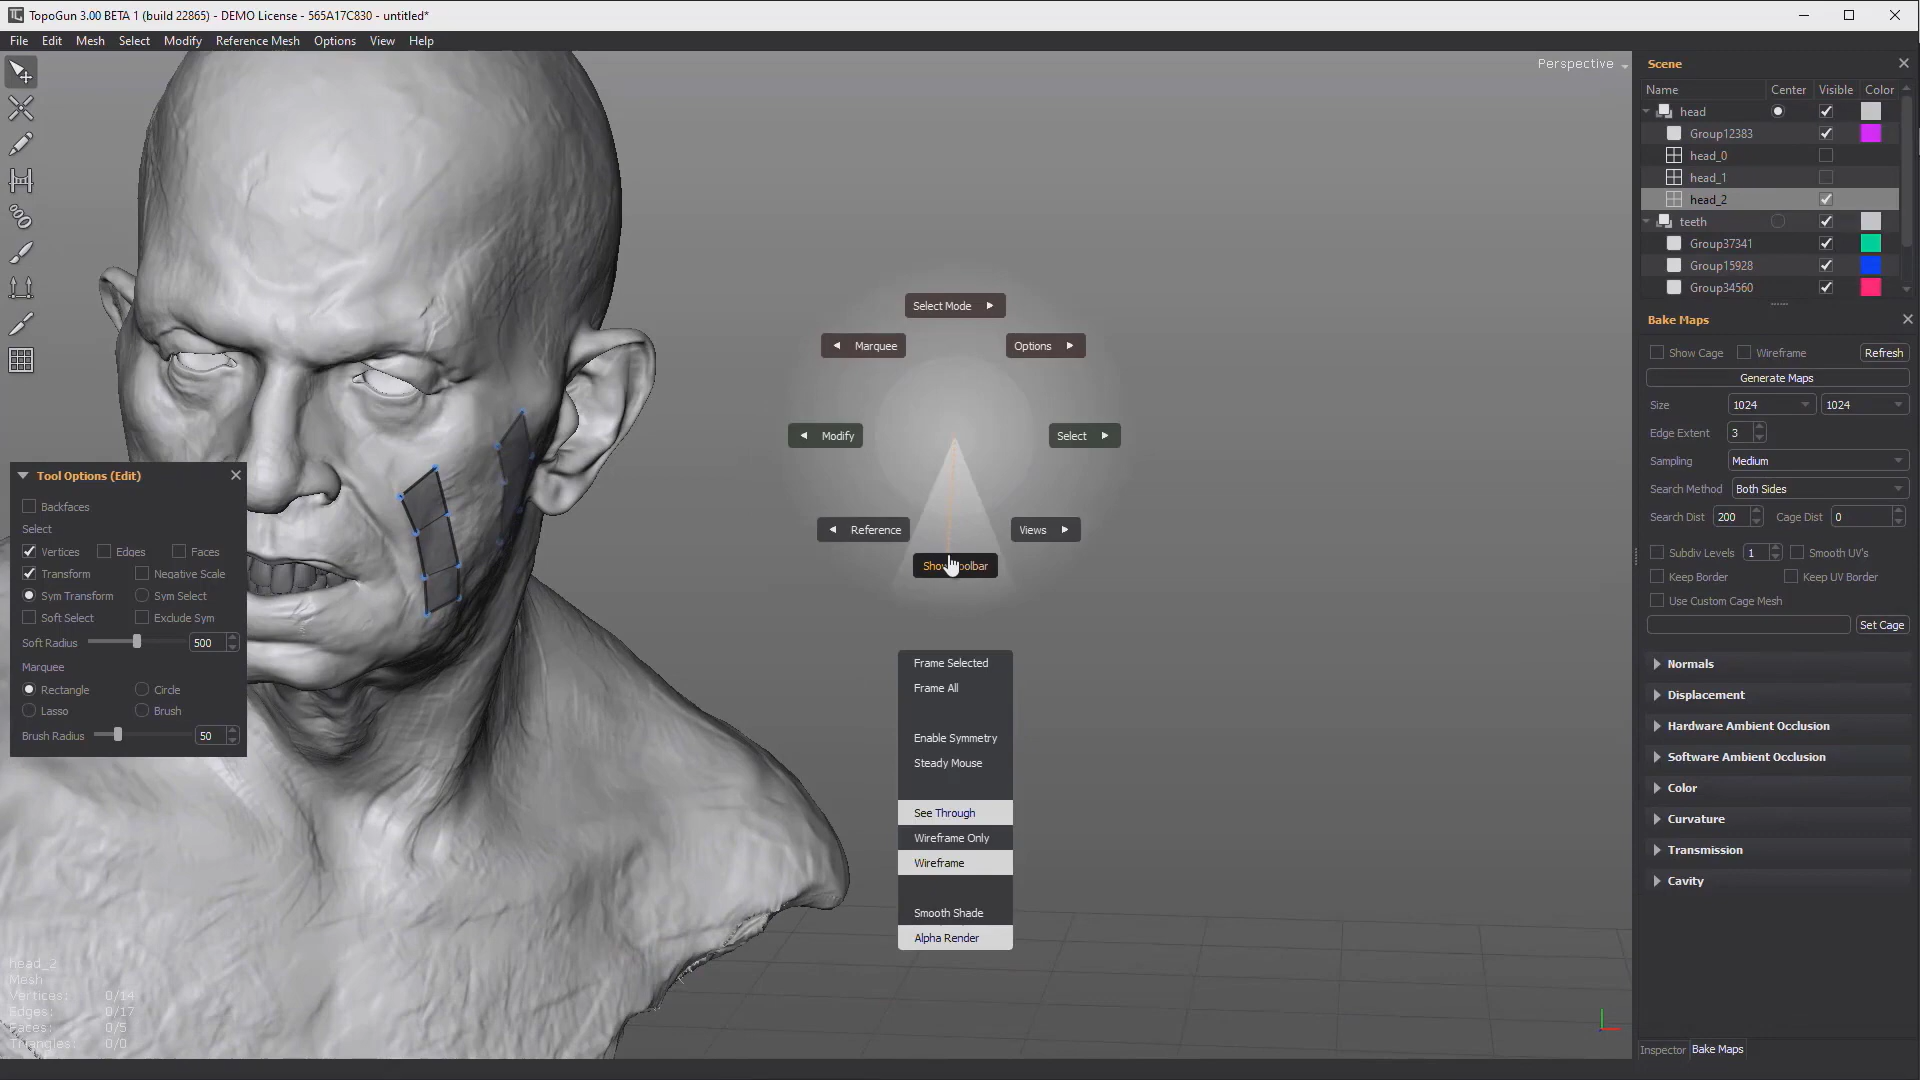 TopoGun 3.00 BETA 1 (build 22865) - DEMO License - 565A17C830 - untitled*
File Edit Mesh Select Modify Reference Mesh Options View Help
Perspective
Scene
Name Center Visible Color
head
Group12383
head_0
head_1
head_2
teeth
Group37341
Group15928
Group34560
Select Mode
Marquee
Options
Modify
Select
Reference
Views
Frame Selected
Frame All
Enable Symmetry
Steady Mouse
See Through
Wireframe Only
Wireframe
Smooth Shade
Alpha Render
Tool Options (Edit)
Backfaces
Select
Vertices Edges Faces
Transform Negative Scale
Sym Transform Sym Select
Soft Select Exclude Sym
Soft Radius 500
Marquee
Rectangle Circle
Lasso Brush
Brush Radius 50
head_2
Mesh
Vertices: 0/14
Edges: 0/17
Faces: 0/5
Triangles: 0/0
Bake Maps
Show Cage Wireframe Refresh
Generate Maps
Size 1024 1024
Edge Extent 3
Sampling Medium
Search Method Both Sides
Search Dist 200 Cage Dist 0
Subdiv Levels 1 Smooth UV's
Keep Border Keep UV Border
Use Custom Cage Mesh
Set Cage
Normals
Displacement
Hardware Ambient Occlusion
Software Ambient Occlusion
Color
Curvature
Transmission
Cavity
Inspector Bake Maps